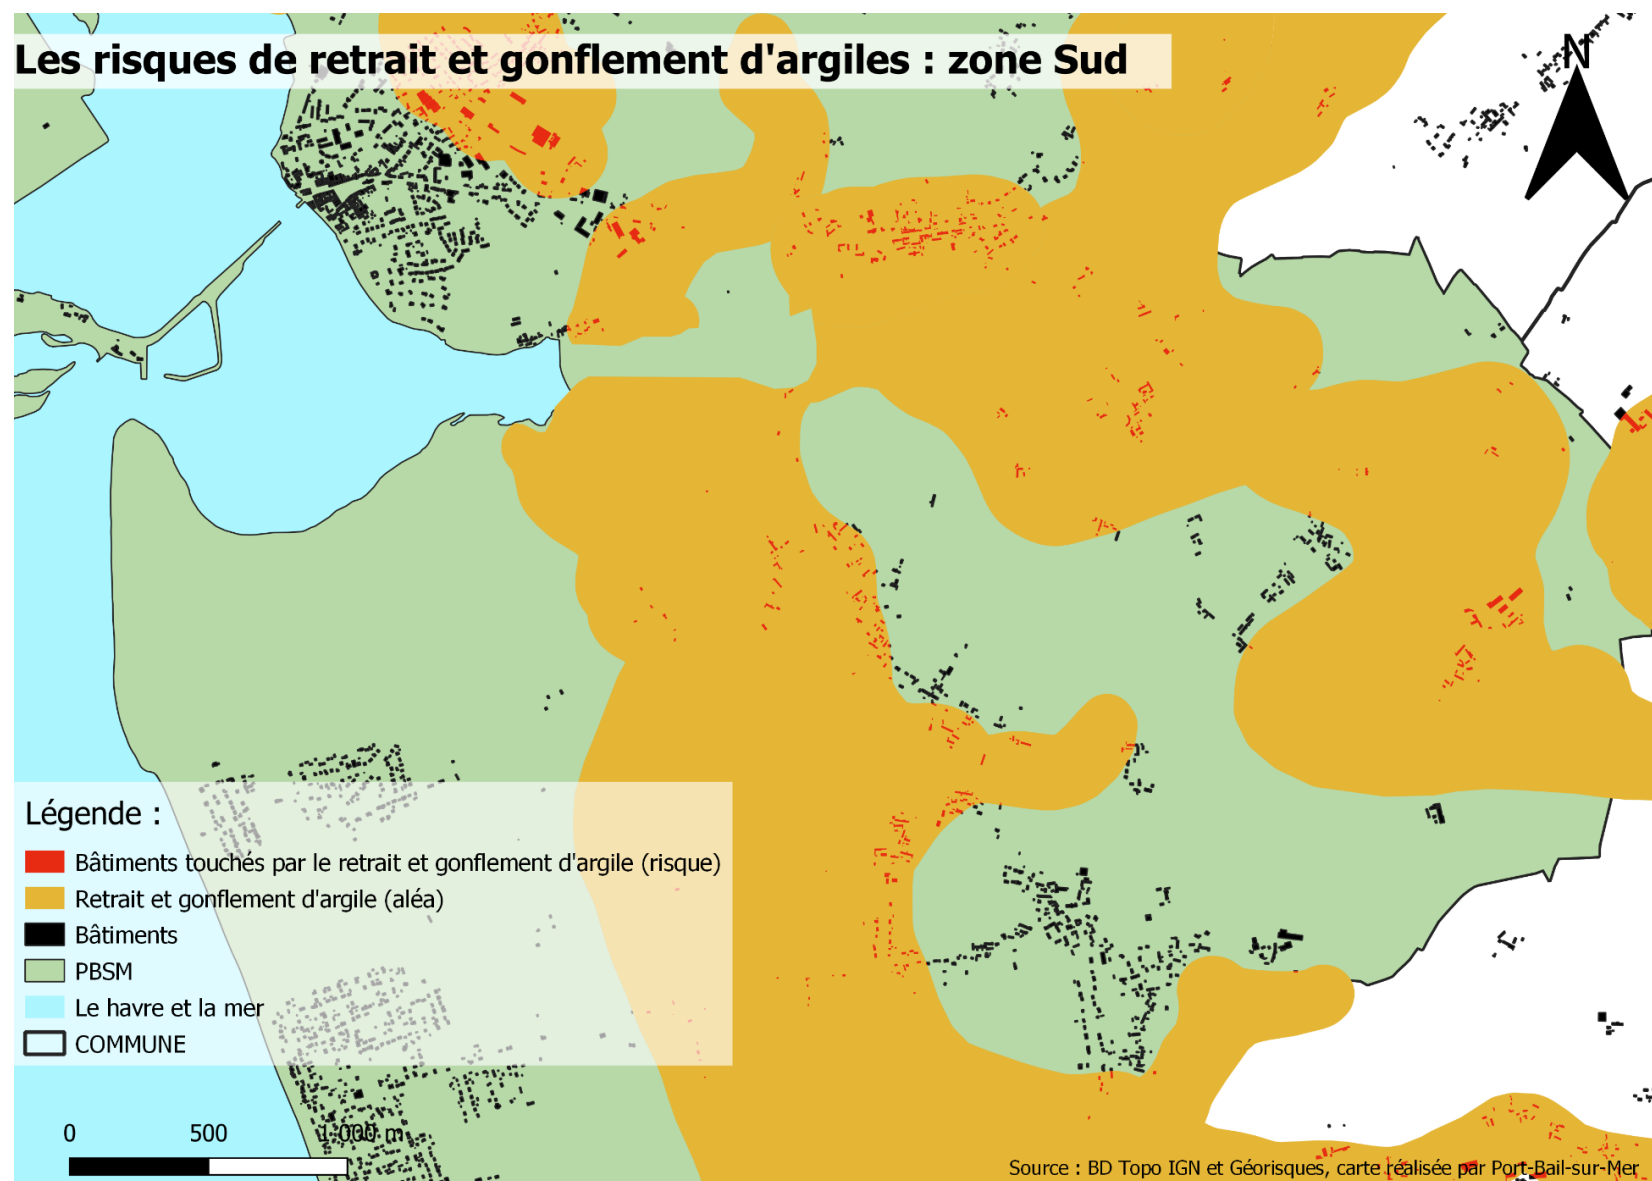 Les risques de retrait et gonflement d'argiles : zone Sud
N
Légende :
Bâtiments touchés par le retrait et gonflement d'argile (risque)
Retrait et gonflement d'argile (aléa)
Bâtiments
PBSM
Le havre et la mer
COMMUNE
0 500 1 000 m
Source : BD Topo IGN et Géorisques, carte réalisée par Port-Bail-sur-Mer